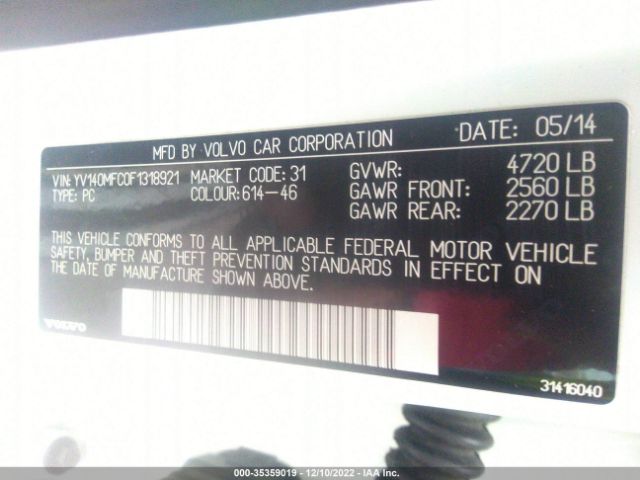 MFD BY VOLVO CAR CORPORATION DATE: 05/14
VIN: YV140MFC0F1318921 MARKET CODE: 31 GVWR: 4720 LB
TYPE: PC COLOUR: 614-46 GAWR FRONT: 2560 LB
GAWR REAR: 2270 LB
THIS VEHICLE CONFORMS TO ALL APPLICABLE FEDERAL MOTOR VEHICLE
SAFETY, BUMPER AND THEFT PREVENTION STANDARDS IN EFFECT ON
THE DATE OF MANUFACTURE SHOWN ABOVE.
VOLVO
31416040
000-35359019 - 12/10/2022 - IAA Inc.